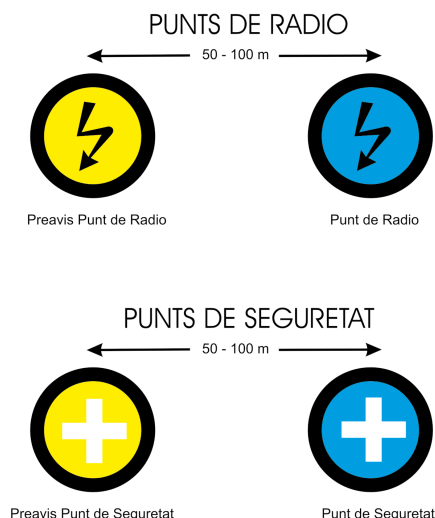 PUNTS DE RADIO
50 - 100 m
Preavis Punt de Radio
Punt de Radio
PUNTS DE SEGURETAT
50 - 100 m
Preavis Punt de Seguretat
Punt de Seguretat